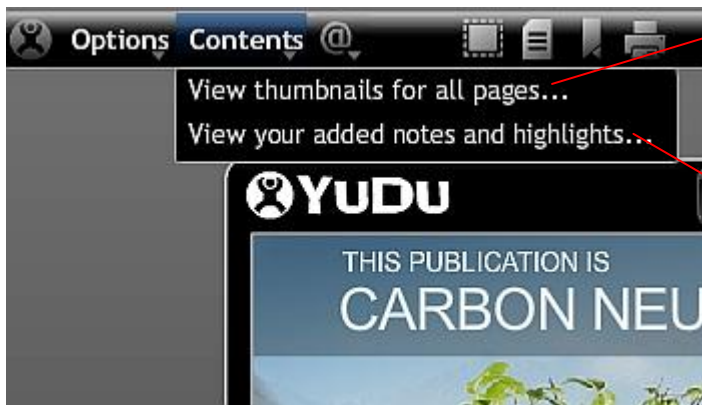 Options Contents @
View thumbnails for all pages...
View your added notes and highlights...
YUDU
THIS PUBLICATION IS
CARBON NEU